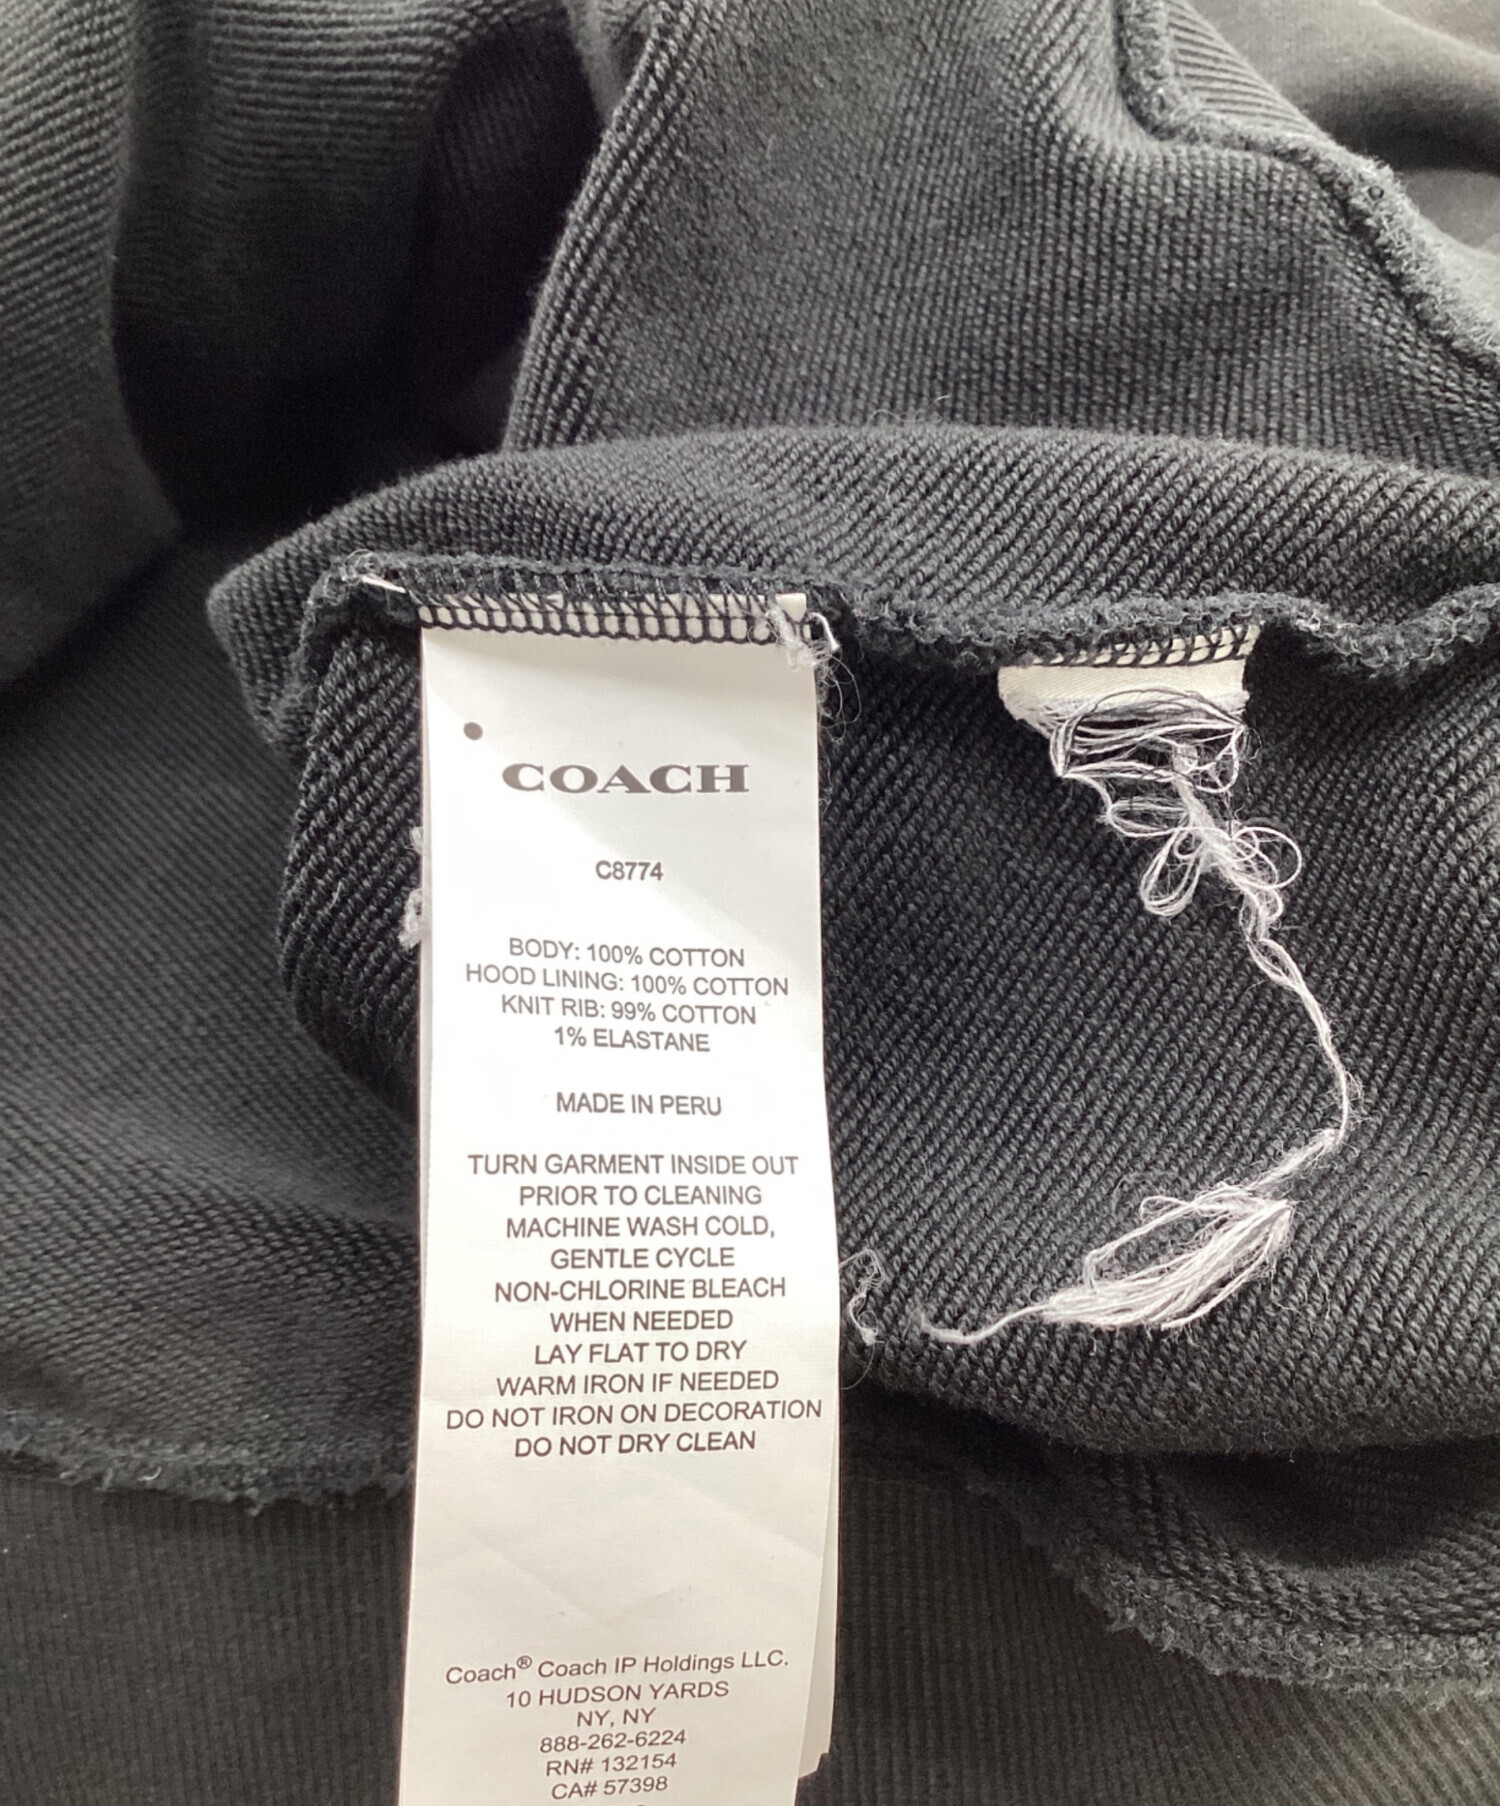 COACH
C8774
BODY: 100% COTTON
HOOD LINING: 100% COTTON
KNIT RIB: 99% COTTON
1% ELASTANE
MADE IN PERU
TURN GARMENT INSIDE OUT
PRIOR TO CLEANING
MACHINE WASH COLD,
GENTLE CYCLE
NON-CHLORINE BLEACH
WHEN NEEDED
LAY FLAT TO DRY
WARM IRON IF NEEDED
DO NOT IRON ON DECORATION
DO NOT DRY CLEAN
Coach® Coach IP Holdings LLC.
10 HUDSON YARDS
NY, NY
888-262-6224
RN# 132154
CA# 57398